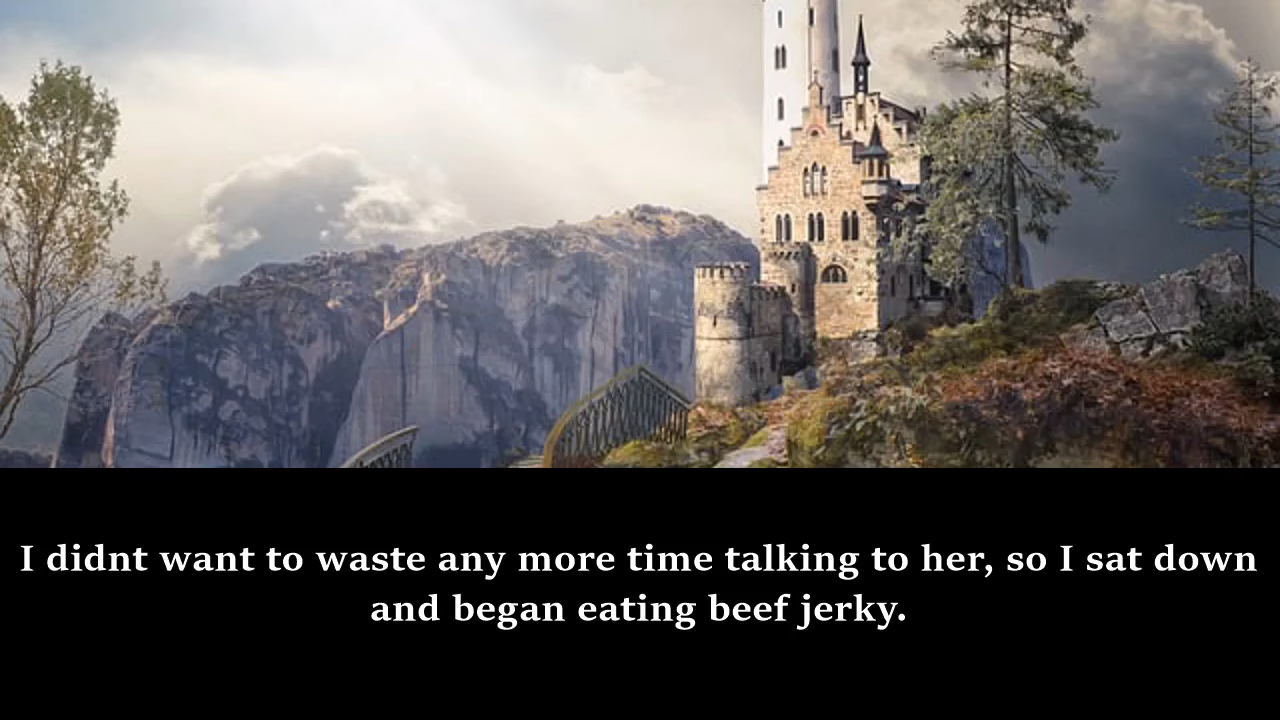 I didnt want to waste any more time talking to her, so I sat down
and began eating beef jerky.